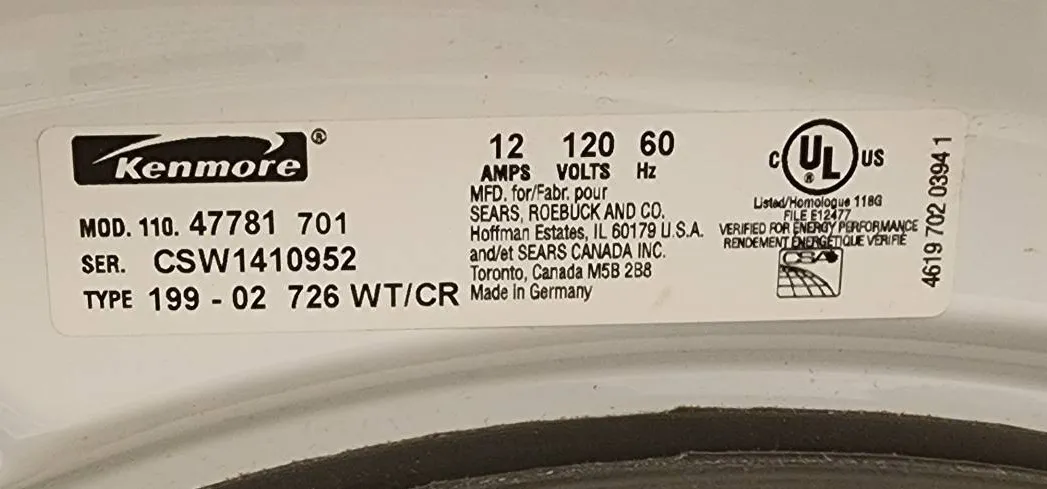 Kenmore ®
MOD. 110. 47781 701
SER. CSW1410952
TYPE 199 - 02 726 WT/CR
12 120 60
AMPS VOLTS Hz
MFD. for/Fabr. pour
SEARS, ROEBUCK AND CO.
Hoffman Estates, IL 60179 U.S.A.
and/et SEARS CANADA INC.
Toronto, Canada M5B 2B8
Made in Germany
C UL ® US
Listed/Homologue 118G
FILE E12477
VERIFIED FOR ENERGY PERFORMANCE
RENDEMENT ÉNERGÉTIQUE VÉRIFIÉ
CSA
4619 702 0394 1